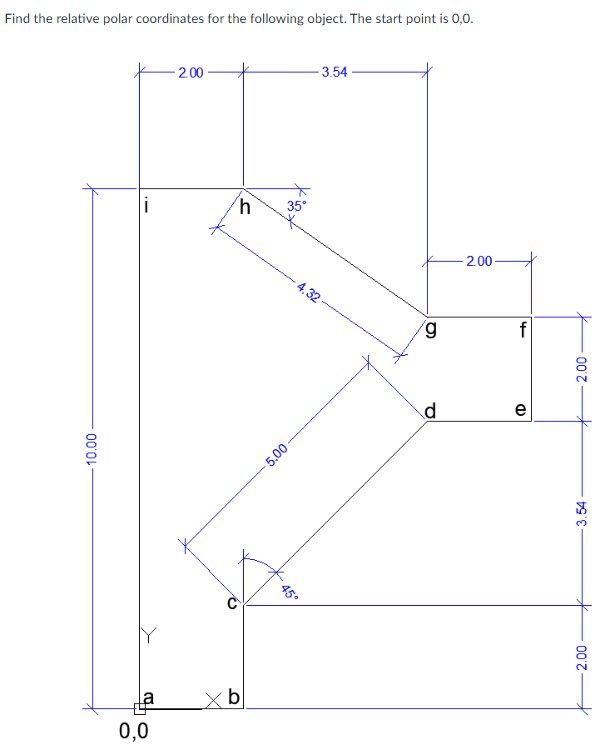 Find the relative polar coordinates for the following object. The start point is 0,0.
2.00
3.54
i
h
35°
2.00
4.32
g
f
2.00
d
e
10.00
5.00
3.54
45°
c
Y
2.00
a
X
b
0,0